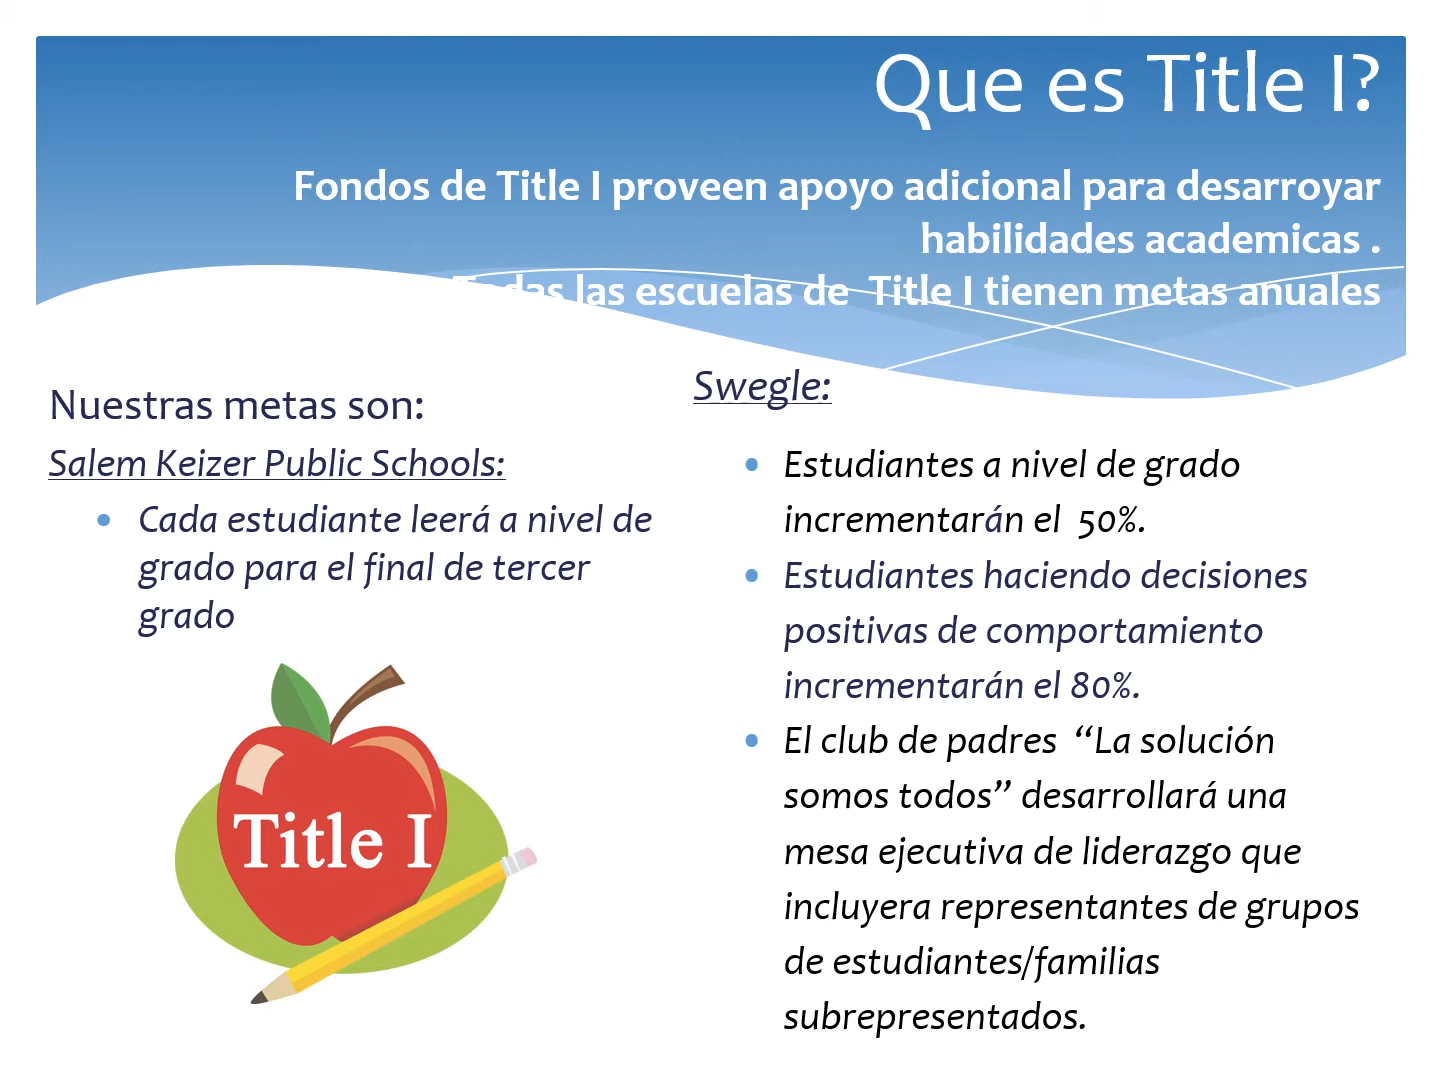 Que es Title I?
Fondos de Title I proveen apoyo adicional para desarroyar
habilidades academicas .
Todas las escuelas de Title I tienen metas anuales
Nuestras metas son:
Salem Keizer Public Schools:
• Cada estudiante leerá a nivel de
grado para el final de tercer
grado
Title I
Swegle:
• Estudiantes a nivel de grado
incrementarán el 50%.
• Estudiantes haciendo decisiones
positivas de comportamiento
incrementarán el 80%.
• El club de padres “La solución
somos todos” desarrollará una
mesa ejecutiva de liderazgo que
incluyera representantes de grupos
de estudiantes/familias
subrepresentados.